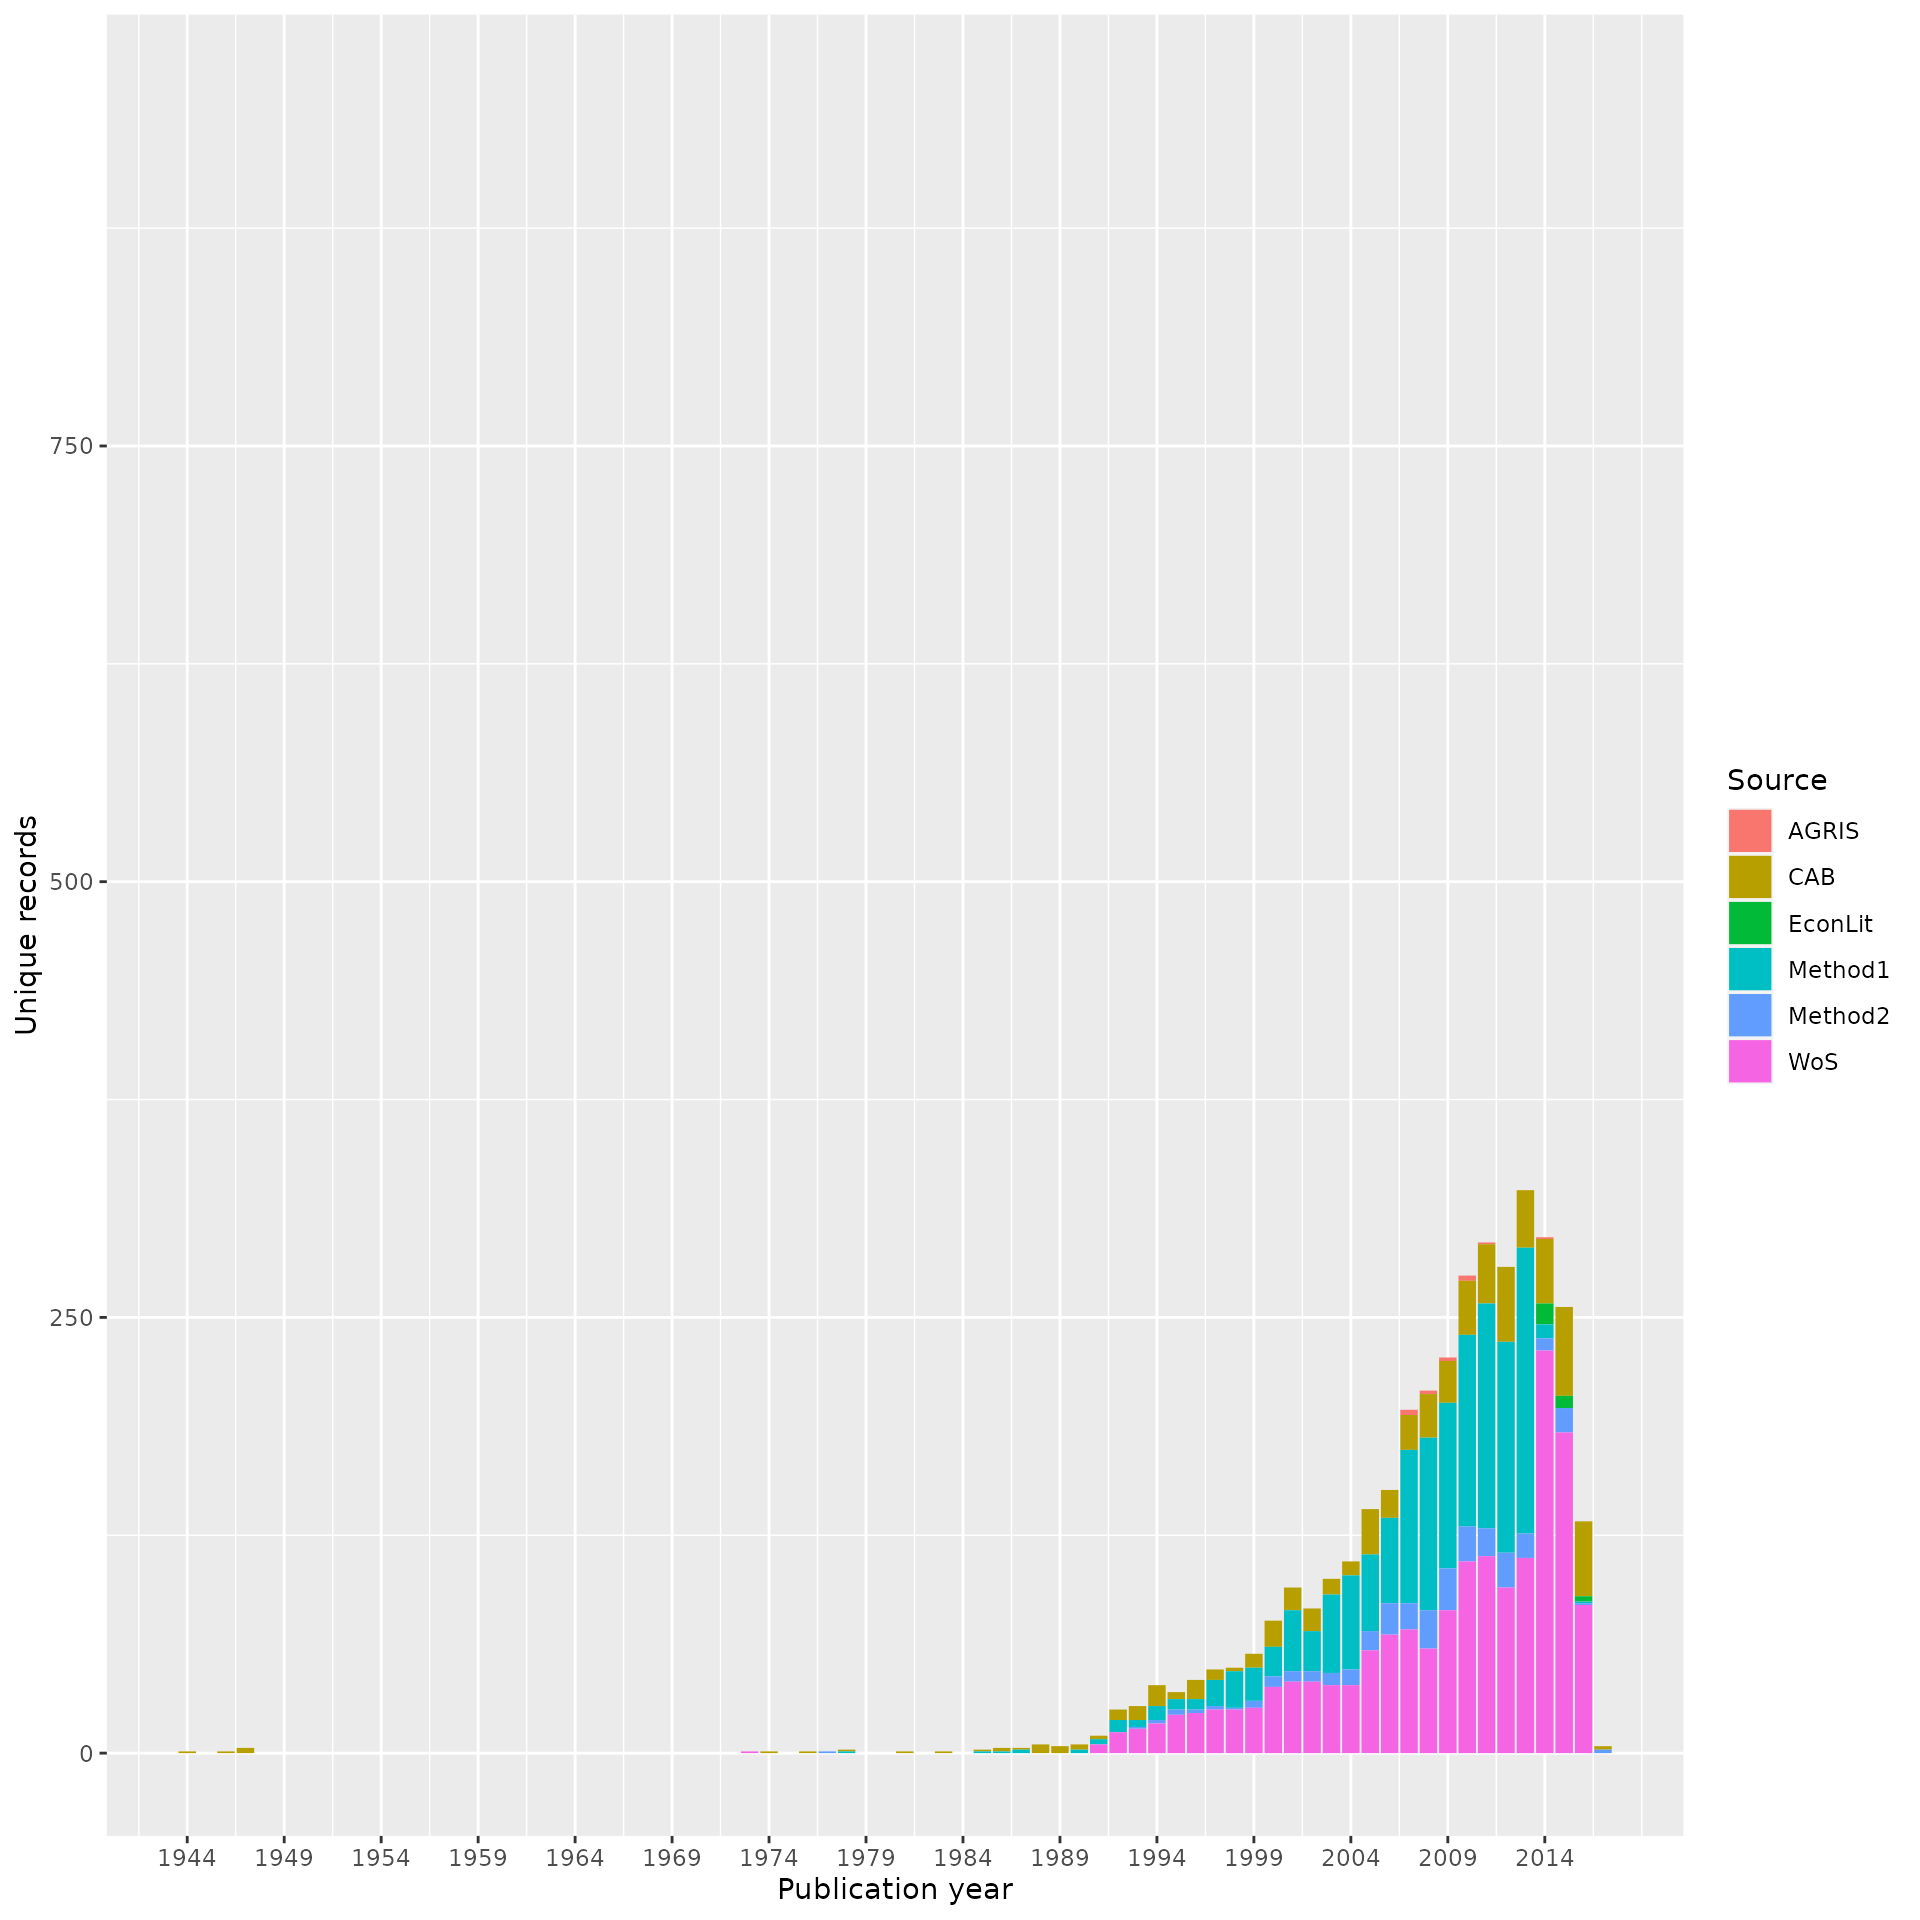 750
500
250
0
Unique records
1944 1949 1954 1959 1964 1969 1974 1979 1984 1989 1994 1999 2004 2009 2014
Publication year
Source
AGRIS
CAB
EconLit
Method1
Method2
WoS